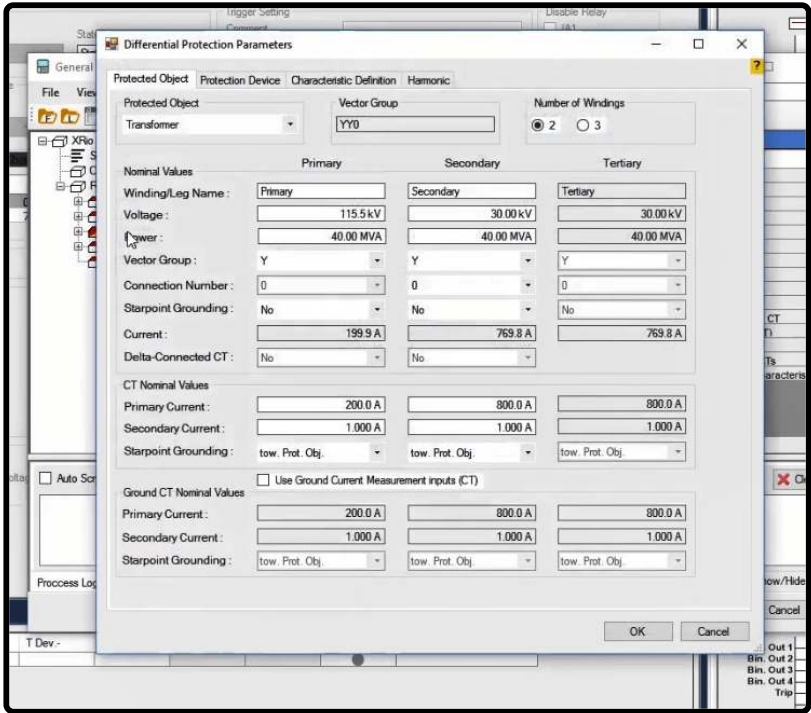 Trigger Setting
Disable Relay
Comment
Differential Protection Parameters
General
File
Protected Object Protection Device Characteristic Definition Harmonic
Protected Object Vector Group Number of Windings
Transformer YY0 2 3
XRio
Nominal Values Primary Secondary Tertiary
Winding/Leg Name : Primary Secondary Tertiary
Voltage : 115.5 kV 30.00 kV 30.00 kV
Power : 40.00 MVA 40.00 MVA 40.00 MVA
Vector Group : Y Y Y
Connection Number : 0 0 0
Starpoint Grounding : No No No
Current : 199.9 A 769.8 A 769.8 A
Delta-Connected CT : No No
CT Nominal Values
Primary Current : 200.0 A 800.0 A 800.0 A
Secondary Current : 1.000 A 1.000 A 1.000 A
Starpoint Grounding : tow. Prot. Obj. tow. Prot. Obj. tow. Prot. Obj.
Use Ground Current Measurement inputs (CT)
Ground CT Nominal Values
Primary Current : 200.0 A 800.0 A 800.0 A
Secondary Current : 1.000 A 1.000 A 1.000 A
Starpoint Grounding : tow. Prot. Obj. tow. Prot. Obj. tow. Prot. Obj.
OK Cancel
CT
Auto Scr
Proccess Log
ow/Hide
Cancel
T Dev.-
Out 1
Bin. Out 2
Bin. Out 3
Bin. Out 4
Trip